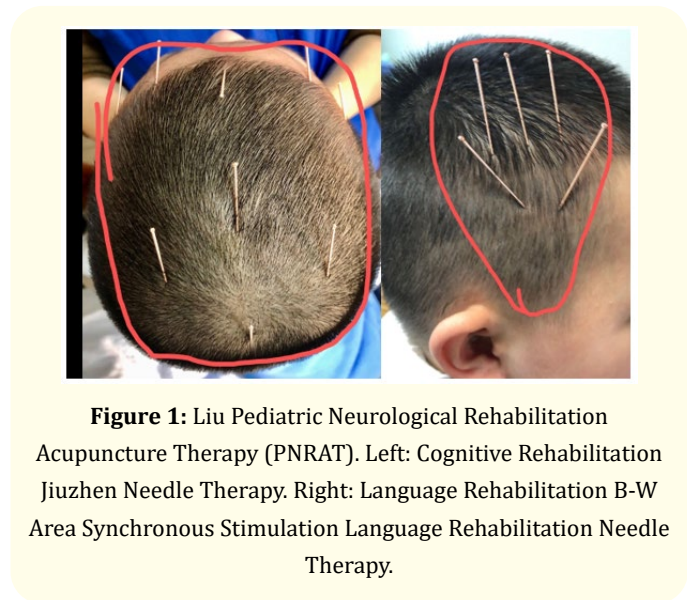 Figure 1: Liu Pediatric Neurological Rehabilitation
Acupuncture Therapy (PNRAT). Left: Cognitive Rehabilitation
Jiuzhen Needle Therapy. Right: Language Rehabilitation B-W
Area Synchronous Stimulation Language Rehabilitation Needle
Therapy.